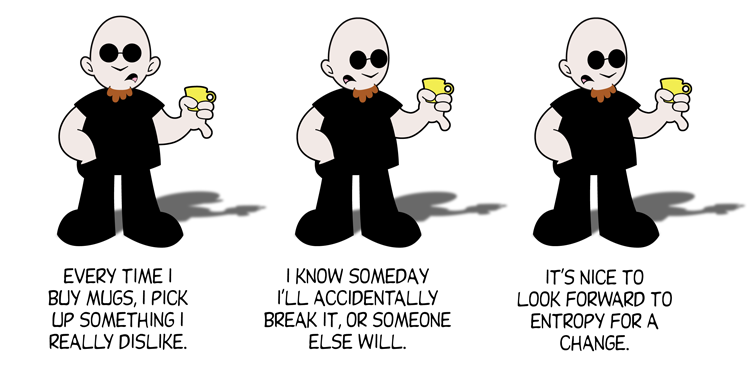 EVERY TIME I
BUY MUGS, I PICK
UP SOMETHING I
REALLY DISLIKE.
I KNOW SOMEDAY
I'LL ACCIDENTALLY
BREAK IT, OR SOMEONE
ELSE WILL.
IT'S NICE TO
LOOK FORWARD TO
ENTROPY FOR A
CHANGE.